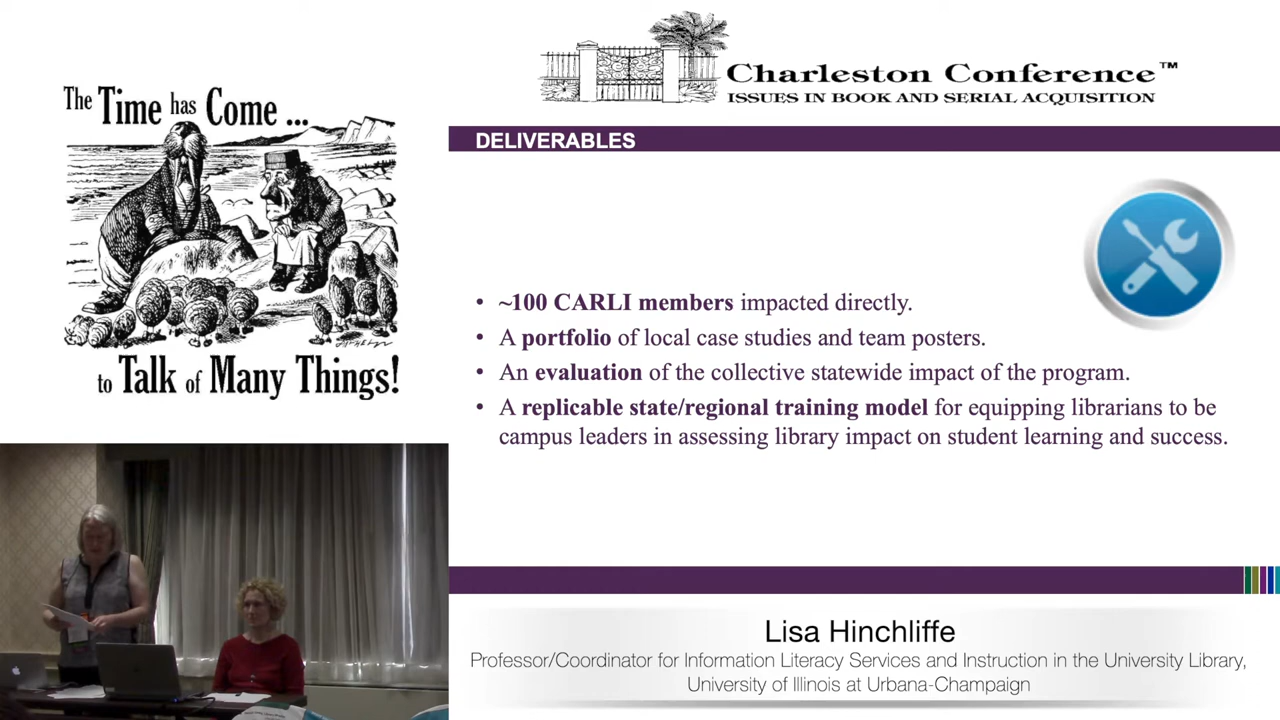 The Time has Come ...
to Talk of Many Things!
Charleston Conference™
ISSUES IN BOOK AND SERIAL ACQUISITION
DELIVERABLES
• ~100 CARLI members impacted directly.
• A portfolio of local case studies and team posters.
• An evaluation of the collective statewide impact of the program.
• A replicable state/regional training model for equipping librarians to be
campus leaders in assessing library impact on student learning and success.
Lisa Hinchliffe
Professor/Coordinator for Information Literacy Services and Instruction in the University Library,
University of Illinois at Urbana-Champaign